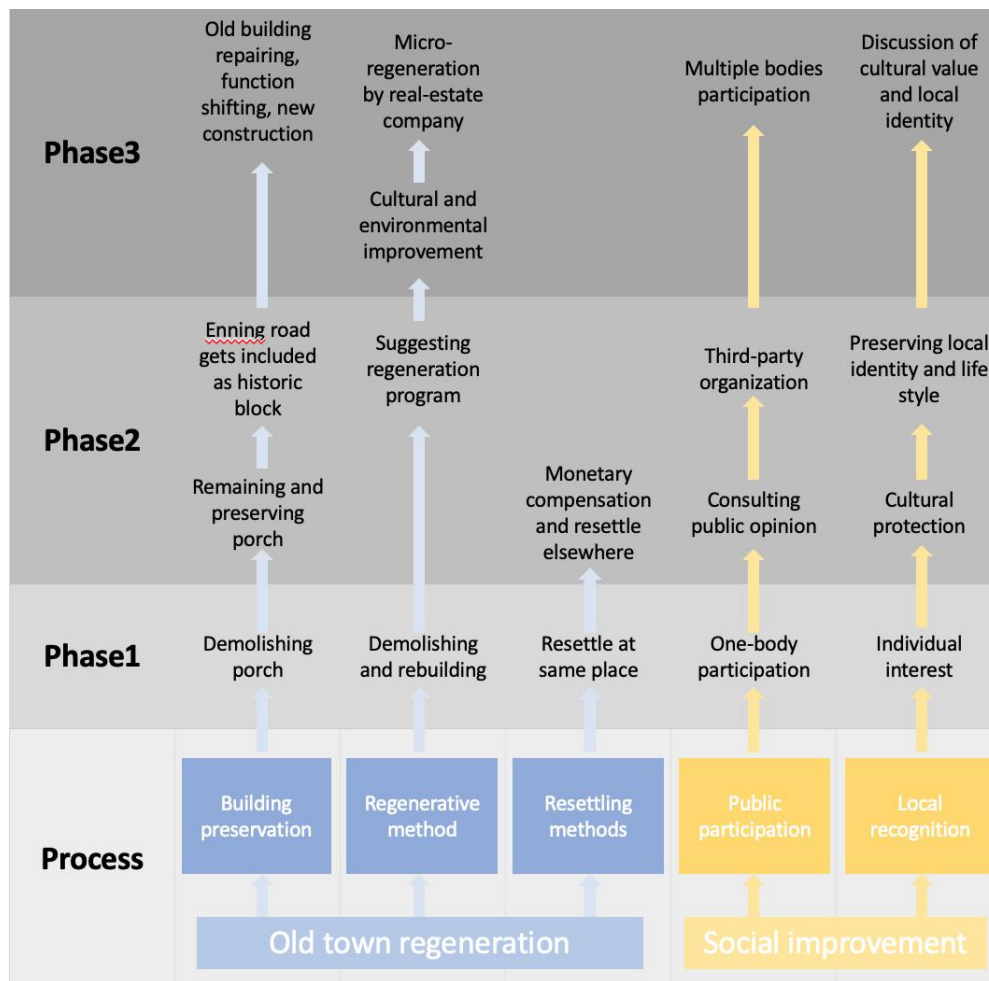 Old building
repairing,
function
shifting, new
construction
Micro-
regeneration
by real-estate
company
Multiple bodies
participation
Discussion of
cultural value
and local
identity
Phase3
Cultural and
environmental
improvement
Enning road
gets included
as historic
block
Suggesting
regeneration
program
Third-party
organization
Preserving local
identity and life
style
Phase2
Remaining and
preserving
porch
Monetary
compensation
and resettle
elsewhere
Consulting
public opinion
Cultural
protection
Phase1
Demolishing
porch
Demolishing
and rebuilding
Resettle at
same place
One-body
participation
Individual
interest
Process
Building
preservation
Regenerative
method
Resettling
methods
Public
participation
Local
recognition
Old town regeneration
Social improvement